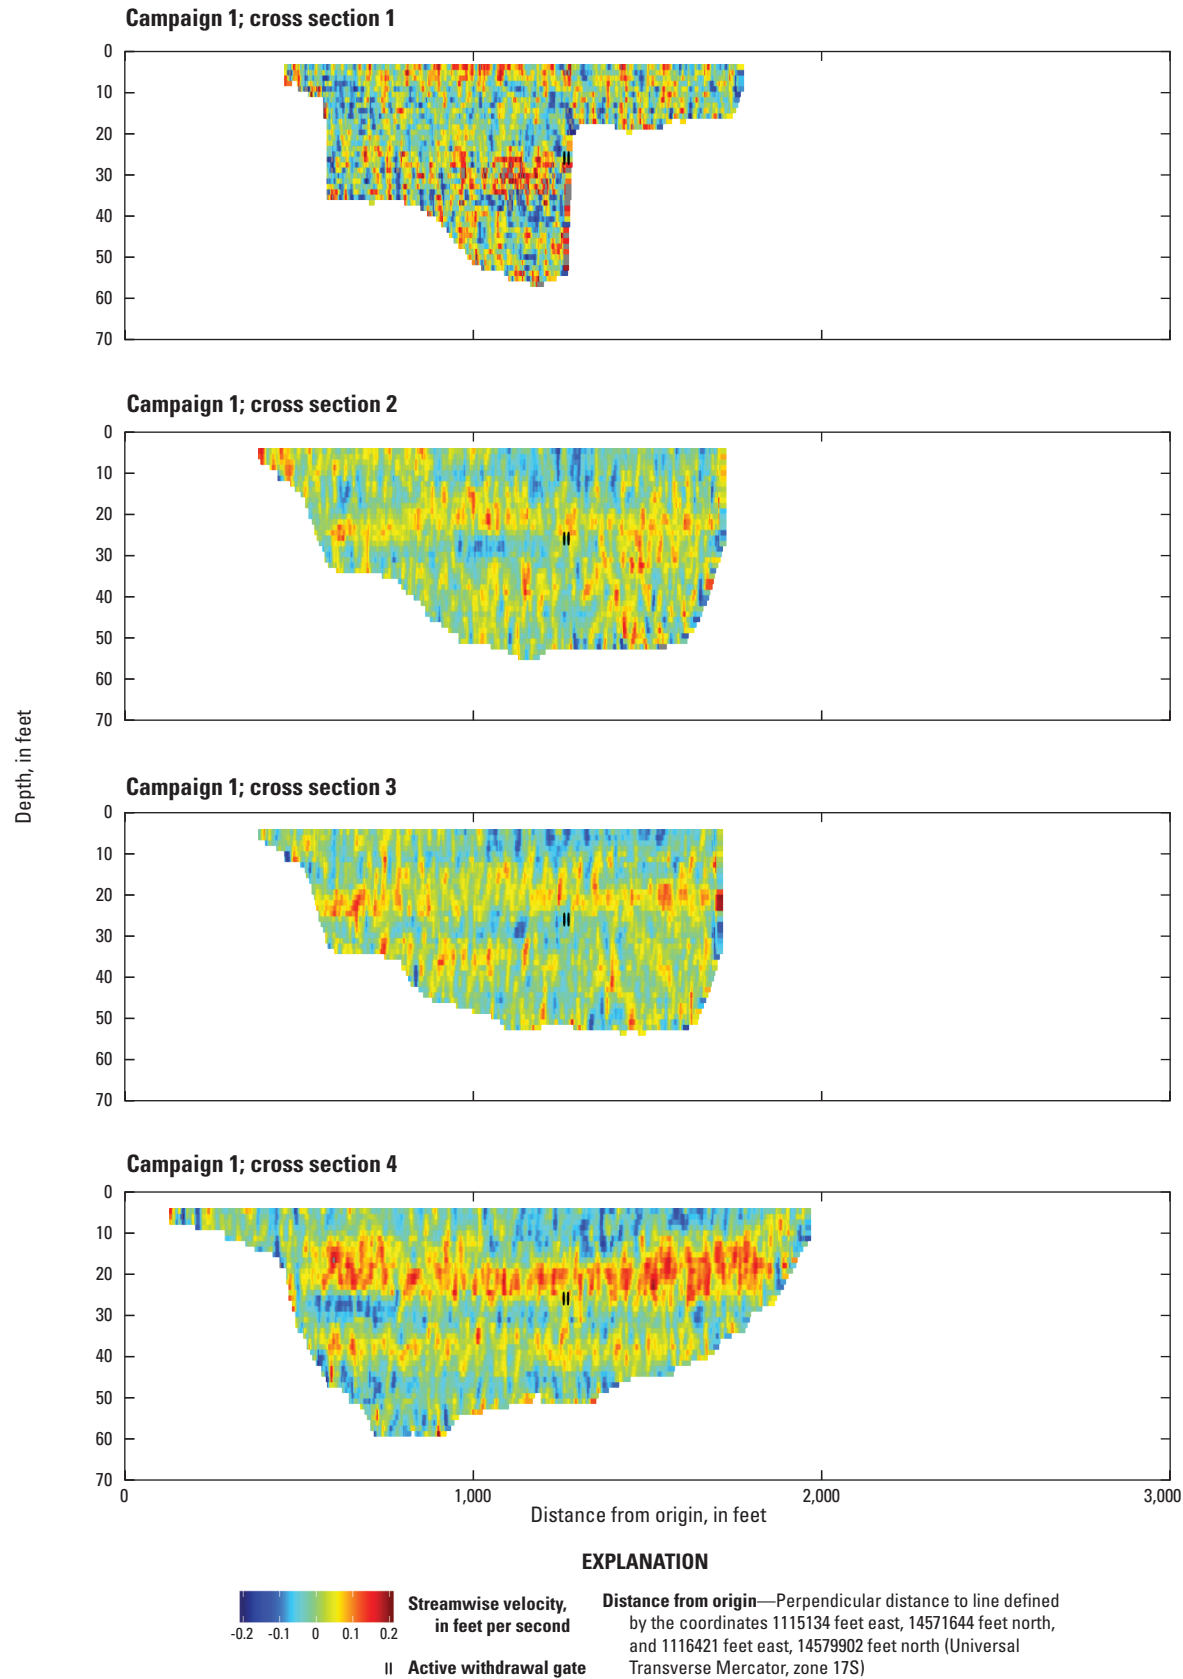 Campaign 1; cross section 1
0
10
20
30
40
50
60
70
Campaign 1; cross section 2
0
10
20
30
40
50
60
70
Depth, in feet
Campaign 1; cross section 3
0
10
20
30
40
50
60
70
Campaign 1; cross section 4
0
10
20
30
40
50
60
70
0 1,000 2,000 3,000
Distance from origin, in feet
EXPLANATION
-0.2 -0.1 0 0.1 0.2
Streamwise velocity,
in feet per second
Active withdrawal gate
Distance from origin—Perpendicular distance to line defined
by the coordinates 1115134 feet east, 14571644 feet north,
and 1116421 feet east, 14579902 feet north (Universal
Transverse Mercator, zone 17S)